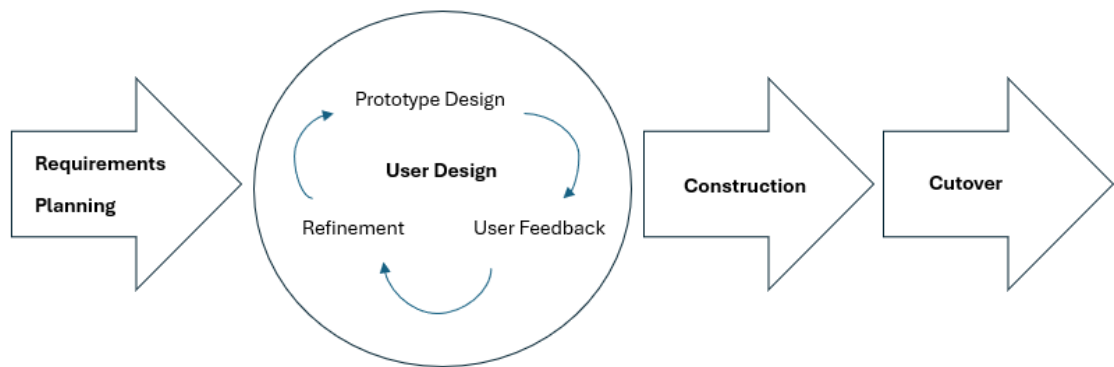 Requirements
Planning
Prototype Design
User Design
Refinement
User Feedback
Construction
Cutover